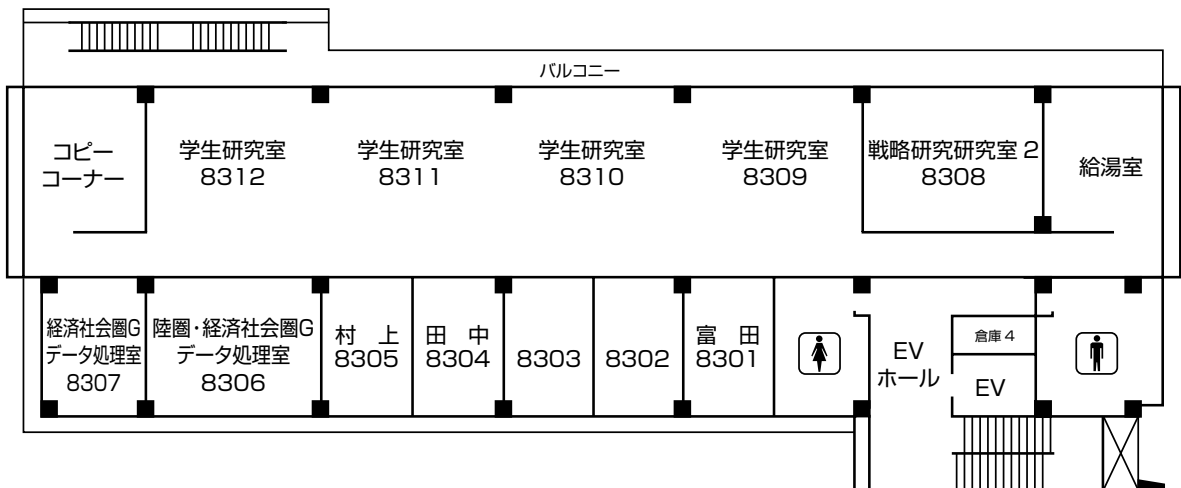 バルコニー
コピー
コーナー
学生研究室
8312
学生研究室
8311
学生研究室
8310
学生研究室
8309
戦略研究研究室 2
8308
給湯室
経済社会圏G
データ処理室
8307
陸圏・経済社会圏G
データ処理室
8306
村 上
8305
田 中
8304
8303
8302
富 田
8301
EV
ホール
倉庫 4
EV